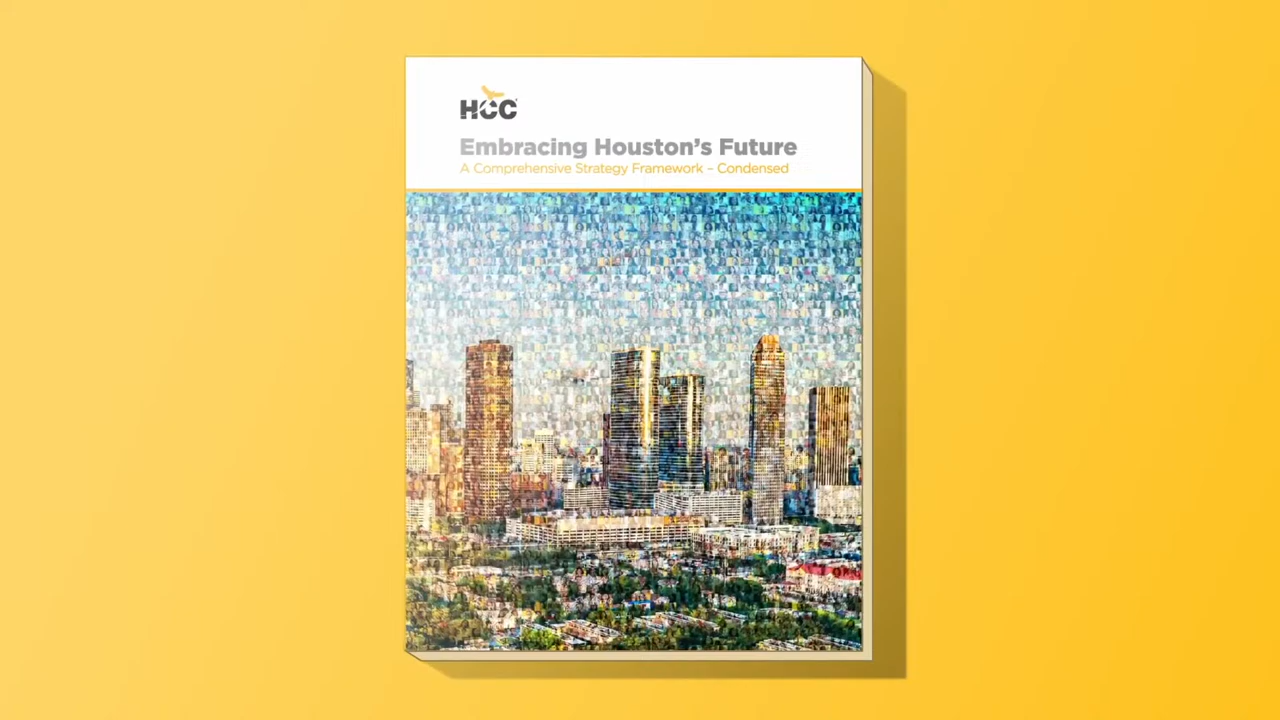 HCC
Embracing Houston's Future
A Comprehensive Strategy Framework – Condensed